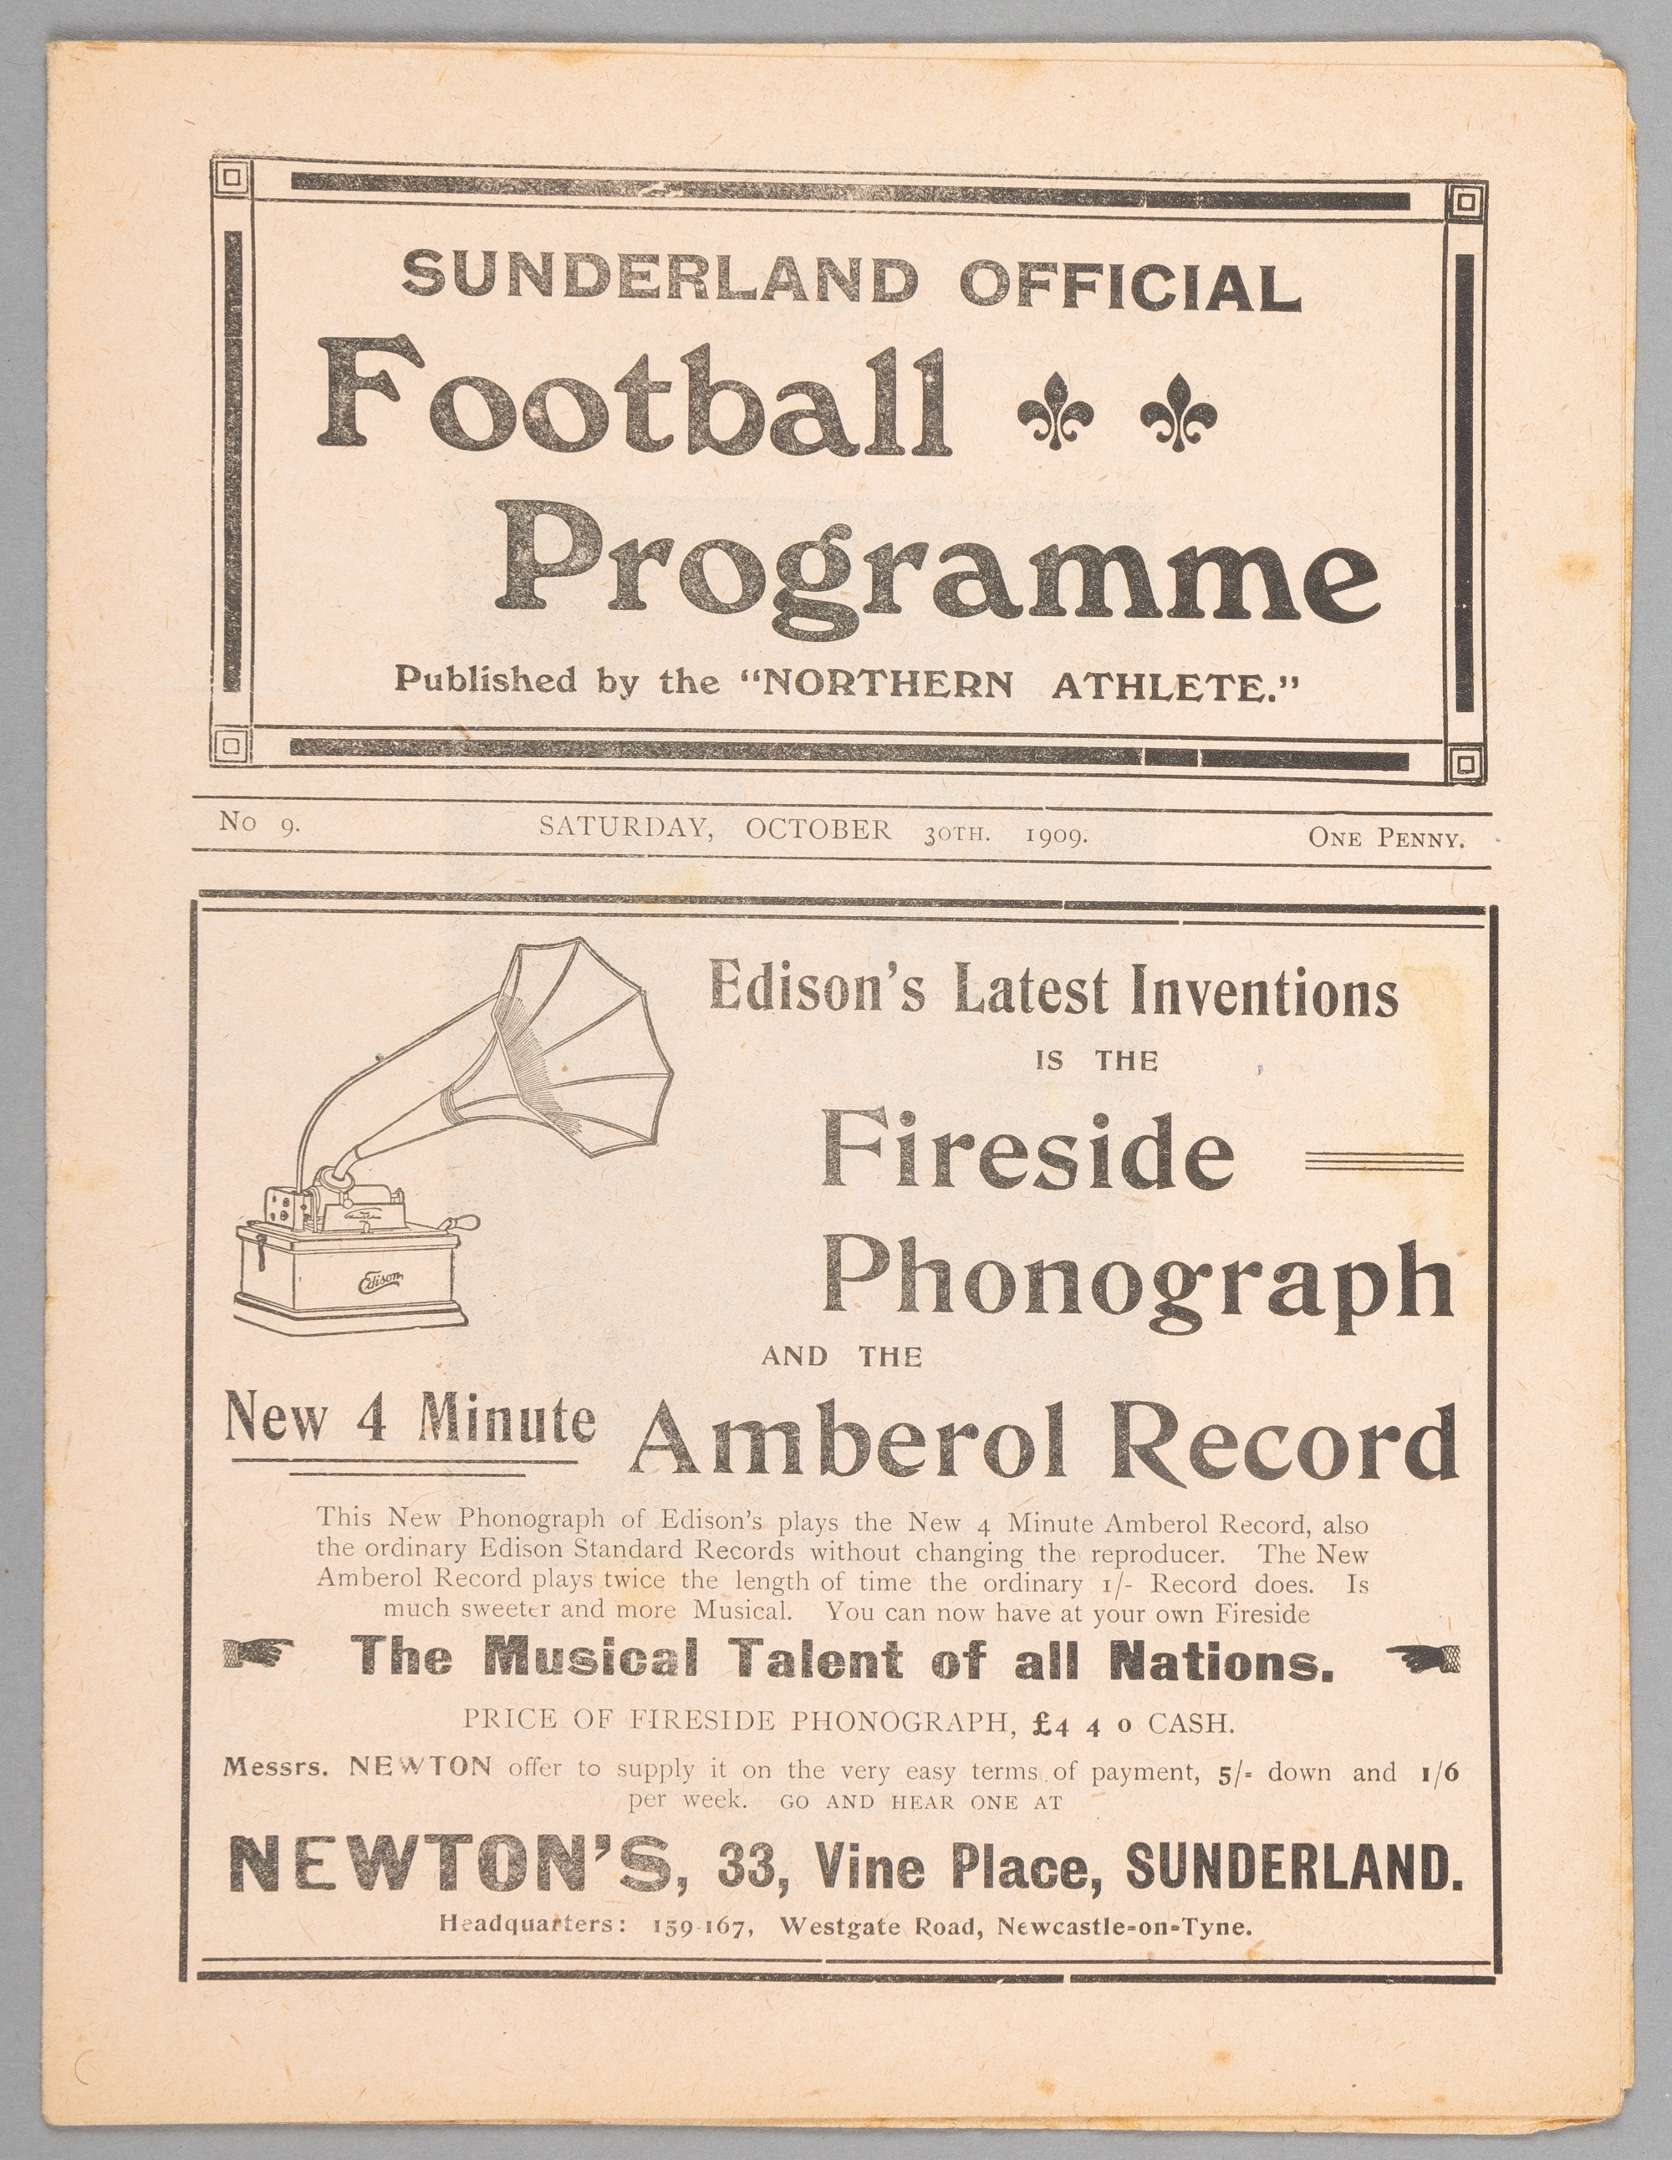 SUNDERLAND OFFICIAL
Football
Programme
Published by the "NORTHERN ATHLETE."
No 9. SATURDAY, OCTOBER 30TH. 1909. ONE PENNY.
Edison's Latest Inventions
IS THE
Fireside
Phonograph
Edison
AND THE
New 4 Minute Amberol Record
This New Phonograph of Edison's plays the New 4 Minute Amberol Record, also
the ordinary Edison Standard Records without changing the reproducer. The New
Amberol Record plays twice the length of time the ordinary 1/- Record does. Is
much sweeter and more Musical. You can now have at your own Fireside
The Musical Talent of all Nations.
PRICE OF FIRESIDE PHONOGRAPH, £4 4 0 CASH.
Messrs. NEWTON offer to supply it on the very easy terms of payment, 5/= down and 1/6
per week. GO AND HEAR ONE AT
NEWTON'S, 33, Vine Place, SUNDERLAND.
Headquarters: 159-167, Westgate Road, Newcastle=on=Tyne.